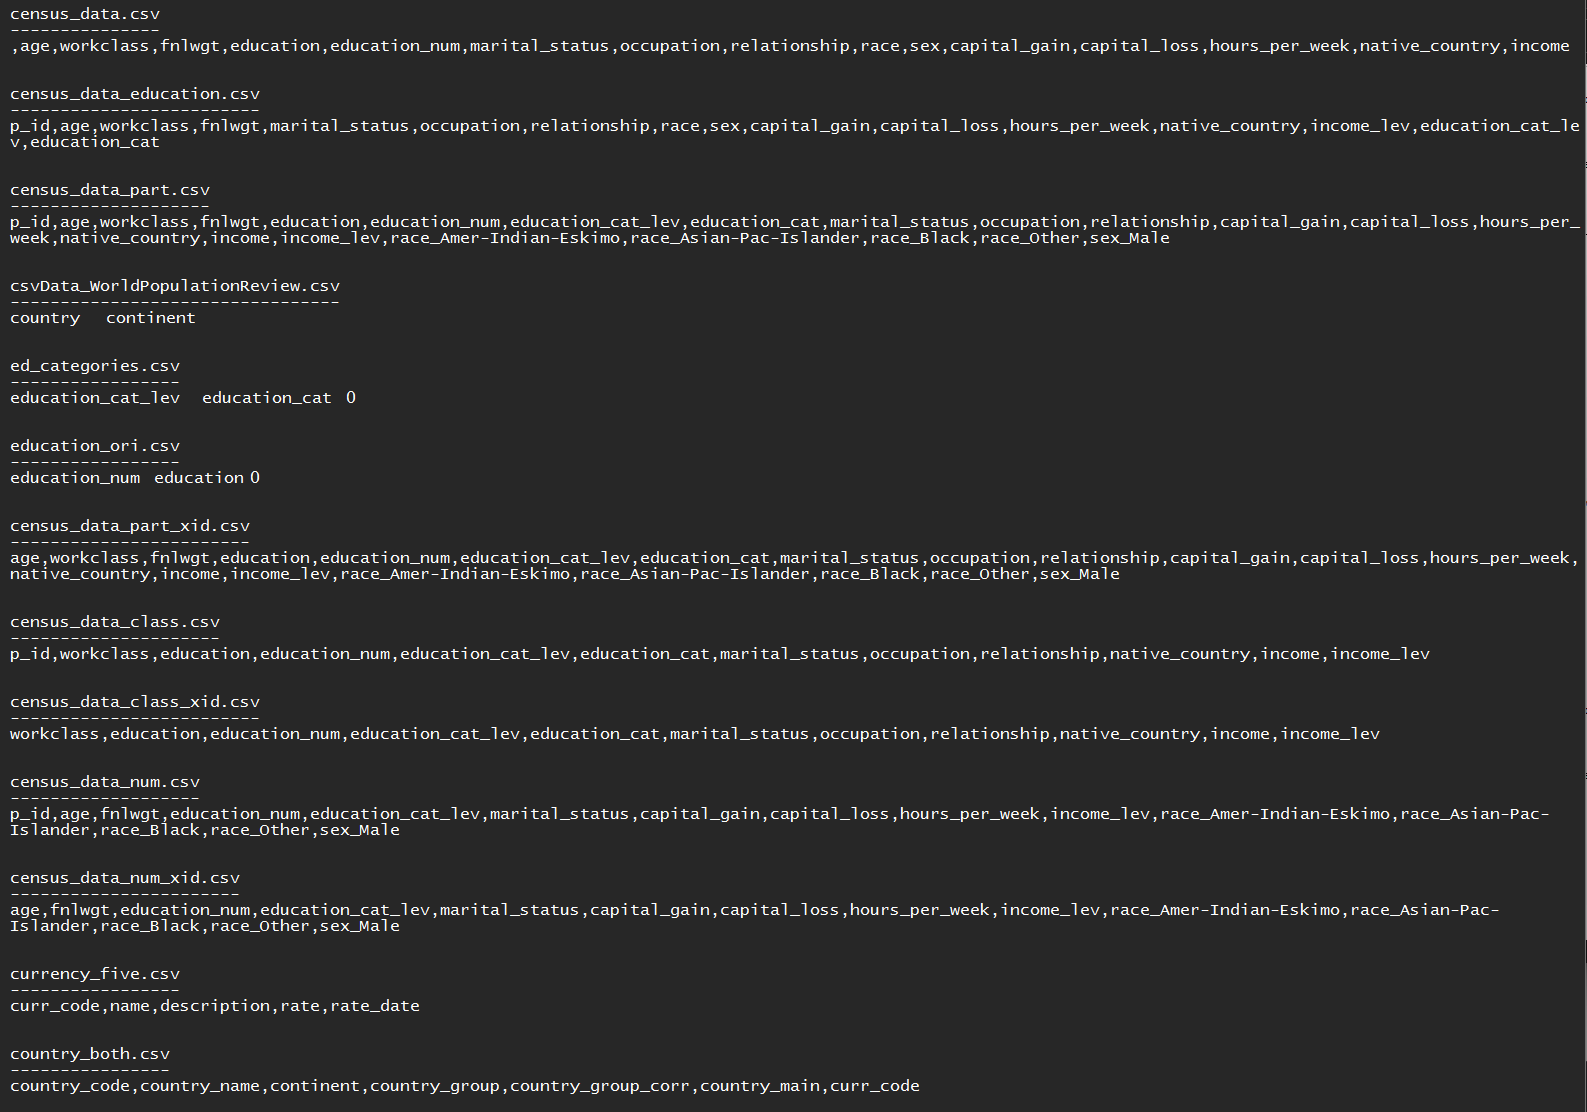 census_data.csv
---------------
,age,workclass,fnlwgt,education,education_num,marital_status,occupation,relationship,race,sex,capital_gain,capital_loss,hours_per_week,native_country,income
census_data_education.csv
-------------------------
p_id,age,workclass,fnlwgt,marital_status,occupation,relationship,race,sex,capital_gain,capital_loss,hours_per_week,native_country,income_lev,education_cat_le
v,education_cat
census_data_part.csv
--------------------
p_id,age,workclass,fnlwgt,education,education_num,education_cat_lev,education_cat,marital_status,occupation,relationship,capital_gain,capital_loss,hours_per_
week,native_country,income,income_lev,race_Amer-Indian-Eskimo,race_Asian-Pac-Islander,race_Black,race_Other,sex_Male
csvData_WorldPopulationReview.csv
---------------------------------
country continent
ed_categories.csv
-----------------
education_cat_lev education_cat 0
education_ori.csv
-----------------
education_num education 0
census_data_part_xid.csv
------------------------
age,workclass,fnlwgt,education,education_num,education_cat_lev,education_cat,marital_status,occupation,relationship,capital_gain,capital_loss,hours_per_week,
native_country,income,income_lev,race_Amer-Indian-Eskimo,race_Asian-Pac-Islander,race_Black,race_Other,sex_Male
census_data_class.csv
---------------------
p_id,workclass,education,education_num,education_cat_lev,education_cat,marital_status,occupation,relationship,native_country,income,income_lev
census_data_class_xid.csv
-------------------------
workclass,education,education_num,education_cat_lev,education_cat,marital_status,occupation,relationship,native_country,income,income_lev
census_data_num.csv
-------------------
p_id,age,fnlwgt,education_num,education_cat_lev,marital_status,capital_gain,capital_loss,hours_per_week,income_lev,race_Amer-Indian-Eskimo,race_Asian-Pac-
Islander,race_Black,race_Other,sex_Male
census_data_num_xid.csv
-----------------------
age,fnlwgt,education_num,education_cat_lev,marital_status,capital_gain,capital_loss,hours_per_week,income_lev,race_Amer-Indian-Eskimo,race_Asian-Pac-
Islander,race_Black,race_Other,sex_Male
currency_five.csv
-----------------
curr_code,name,description,rate,rate_date
country_both.csv
----------------
country_code,country_name,continent,country_group,country_group_corr,country_main,curr_code